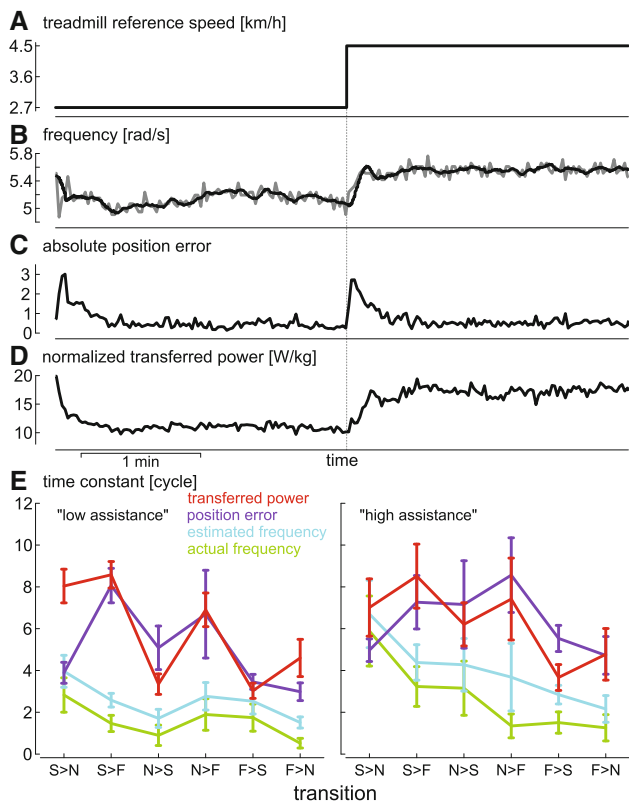 A treadmill reference speed [km/h]
4.5
3.6
2.7
B frequency [rad/s]
5.8
5.4
5
C absolute position error
3
2
1
0
D normalized transferred power [W/kg]
20
15
10
1 min
time
E time constant [cycle]
12
10
8
6
4
2
0
"low assistance"
transferred power
position error
estimated frequency
actual frequency
"high assistance"
S>N S>F N>S N>F F>S F>N S>N S>F N>S N>F F>S F>N
transition